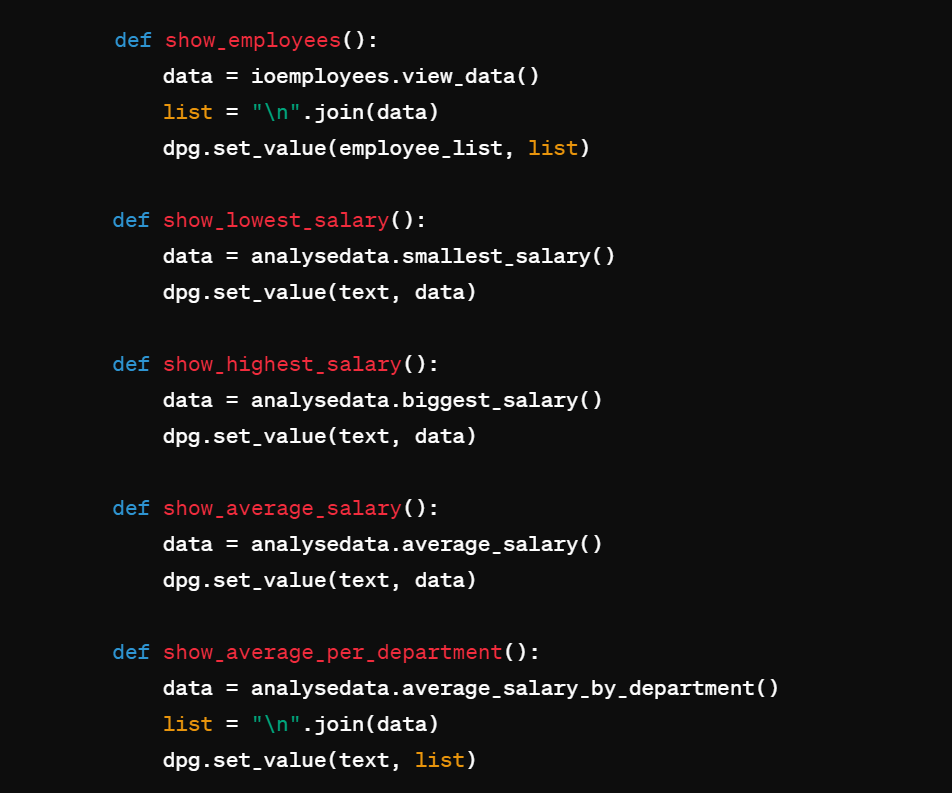 def show_employees():
    data = ioemployees.view_data()
    list = "\n".join(data)
    dpg.set_value(employee_list, list)

def show_lowest_salary():
    data = analysedata.smallest_salary()
    dpg.set_value(text, data)

def show_highest_salary():
    data = analysedata.biggest_salary()
    dpg.set_value(text, data)

def show_average_salary():
    data = analysedata.average_salary()
    dpg.set_value(text, data)

def show_average_per_department():
    data = analysedata.average_salary_by_department()
    list = "\n".join(data)
    dpg.set_value(text, list)